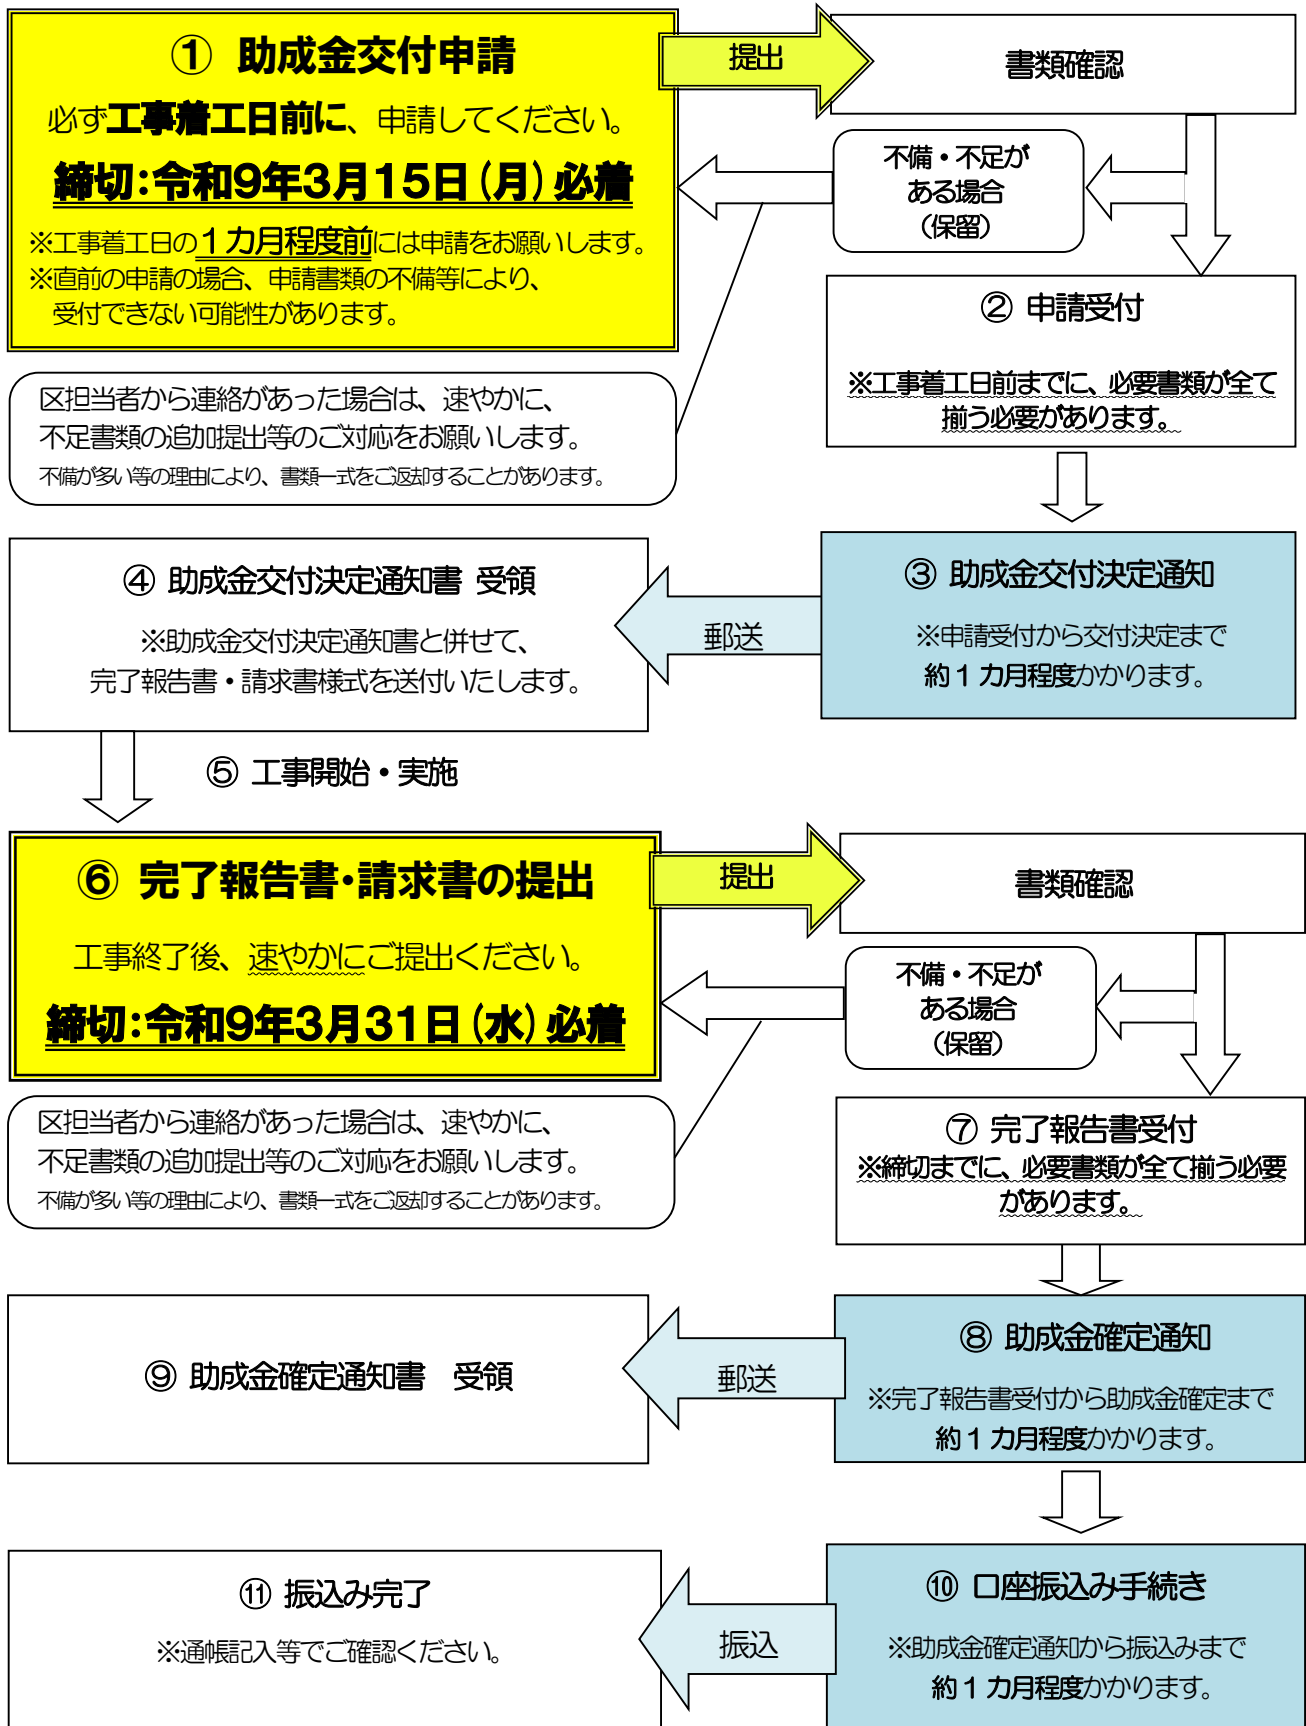 ① 助成金交付申請
必ず工事着工日前に、申請してください。
締切：令和9年3月15日（月）必着
※工事着工日の１カ月程度前には申請をお願いします。
※直前の申請の場合、申請書類の不備等により、
受付できない可能性があります。
提出
書類確認
不備・不足が
ある場合
（保留）
② 申請受付
※工事着工日前までに、必要書類が全て
揃う必要があります。
区担当者から連絡があった場合は、速やかに、
不足書類の追加提出等のご対応をお願いします。
不備が多い等の理由により、書類一式をご返却することがあります。
③ 助成金交付決定通知
※申請受付から交付決定まで
約１カ月程度かかります。
郵送
④ 助成金交付決定通知書 受領
※助成金交付決定通知書と併せて、
完了報告書・請求書様式を送付いたします。
⑤ 工事開始・実施
⑥ 完了報告書・請求書の提出
工事終了後、速やかにご提出ください。
締切：令和9年3月31日（水）必着
提出
書類確認
不備・不足が
ある場合
（保留）
区担当者から連絡があった場合は、速やかに、
不足書類の追加提出等のご対応をお願いします。
不備が多い等の理由により、書類一式をご返却することがあります。
⑦ 完了報告書受付
※締切までに、必要書類が全て揃う必要
があります。
⑧ 助成金確定通知
※完了報告書受付から助成金確定まで
約１カ月程度かかります。
郵送
⑨ 助成金確定通知書　受領
⑩ 口座振込み手続き
※助成金確定通知から振込みまで
約１カ月程度かかります。
振込
⑪ 振込み完了
※通帳記入等でご確認ください。